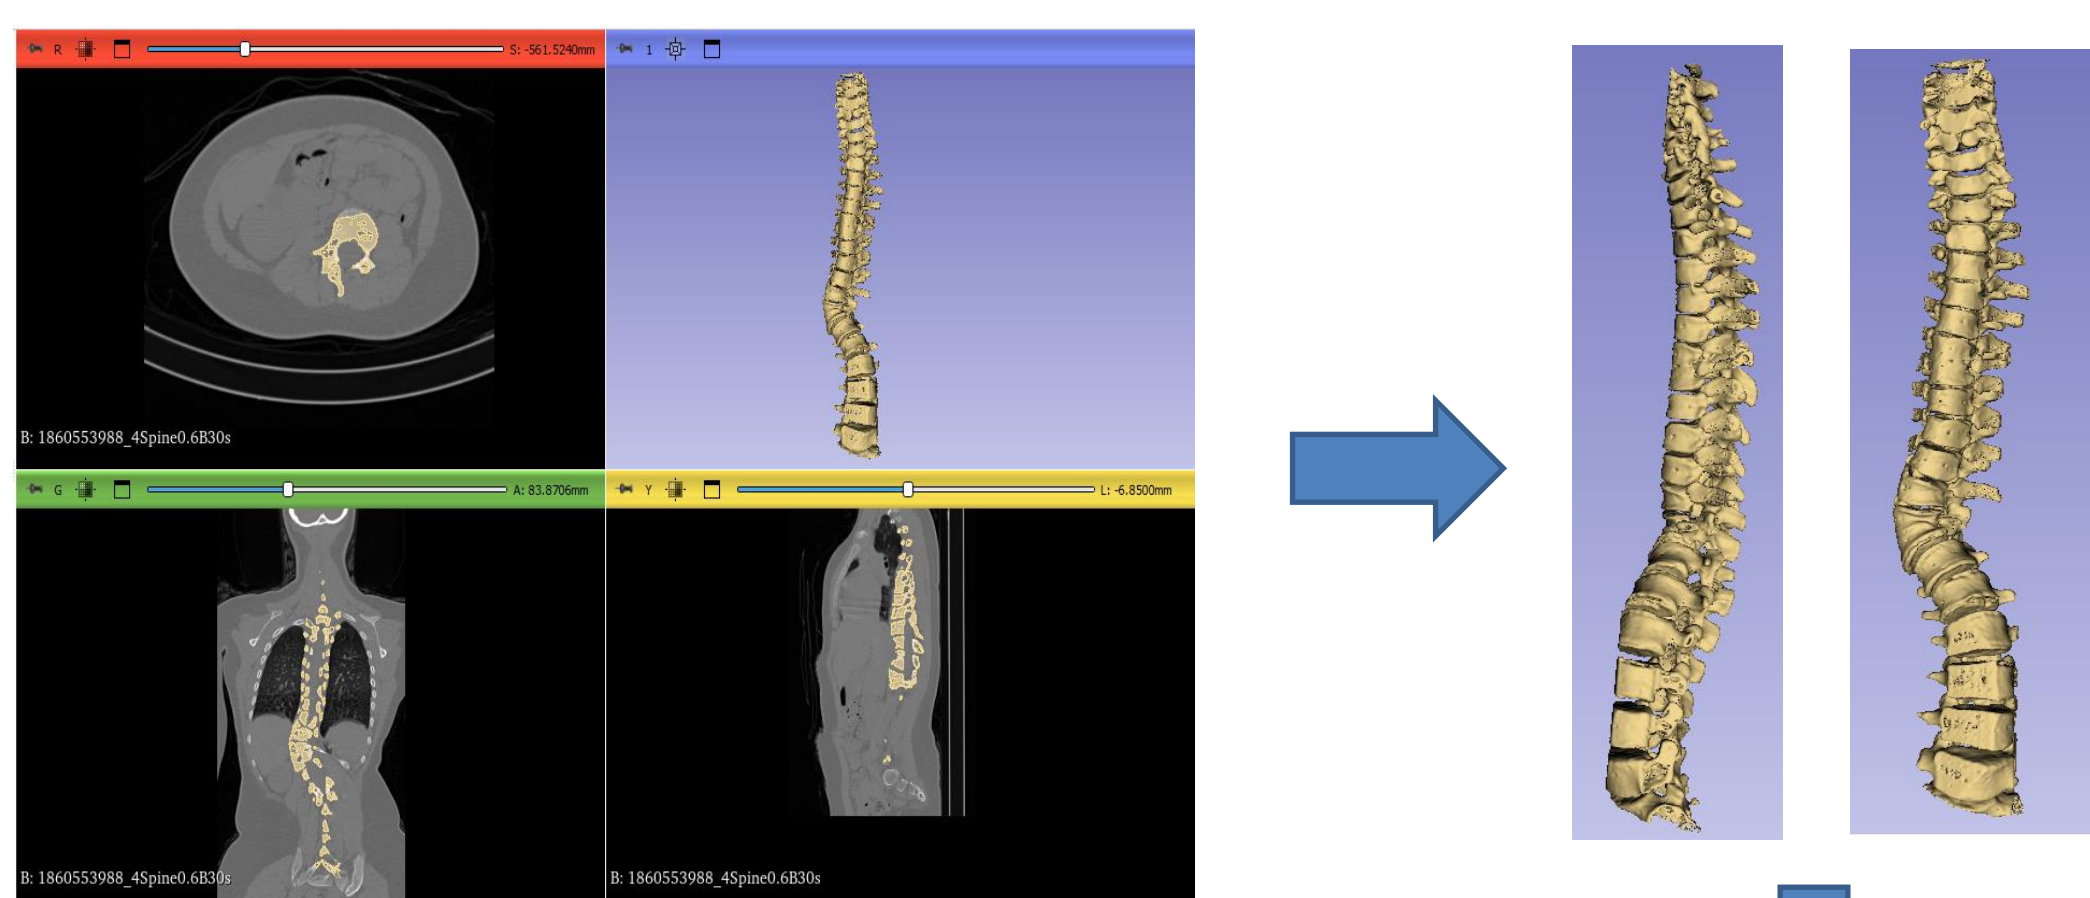 R S: -561.5240mm
1
B: 1860553988_4Spine0.6B30s
G A: 83.8706mm
Y L: -6.8500mm
B: 1860553988_4Spine0.6B30s
B: 1860553988_4Spine0.6B30s